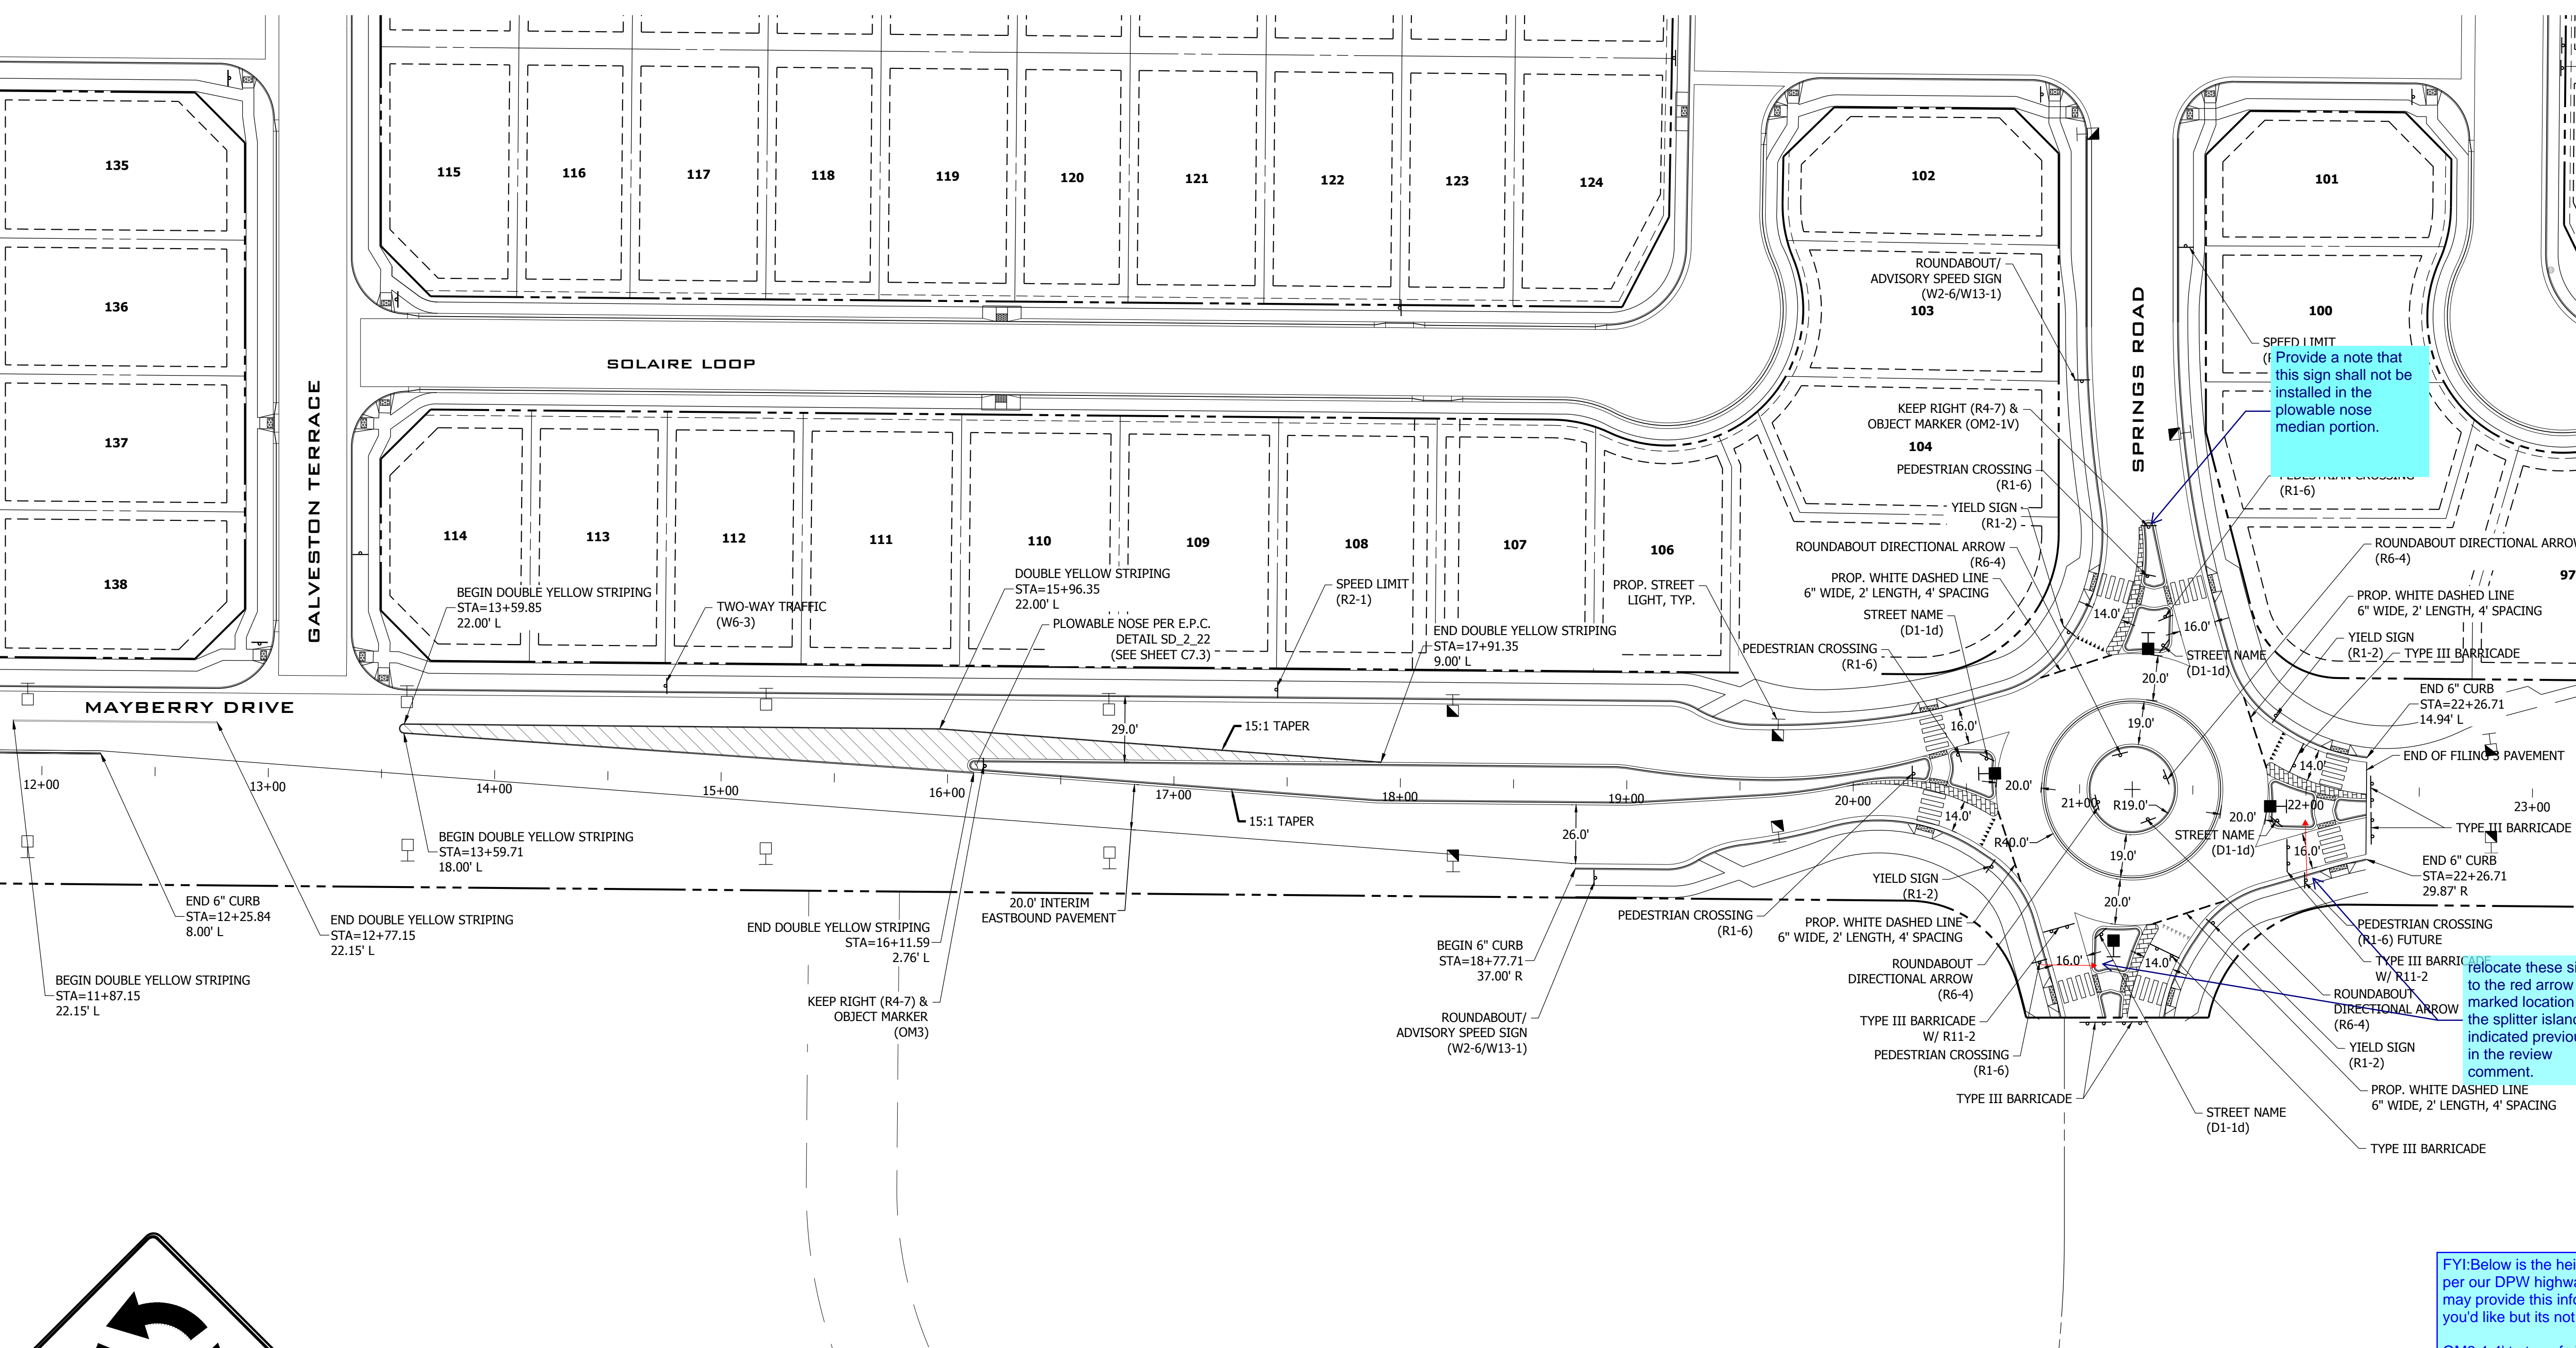 135
136
137
138
115
116
117
118
119
120
121
122
123
124
102
101
103
100
104
97
114
113
112
111
110
109
108
107
106
GALVESTON TERRACE
SOLAIRE LOOP
SPRINGS ROAD
MAYBERRY DRIVE
ROUNDABOUT/
ADVISORY SPEED SIGN
(W2-6/W13-1)
SPEED LIMIT
Provide a note that
this sign shall not be
installed in the
plowable nose
median portion.
KEEP RIGHT (R4-7) &
OBJECT MARKER (OM2-1V)
PEDESTRIAN CROSSING
(R1-6)
PEDESTRIAN CROSSING
(R1-6)
YIELD SIGN
(R1-2)
ROUNDABOUT DIRECTIONAL ARROW
(R6-4)
ROUNDABOUT DIRECTIONAL ARROW
(R6-4)
PROP. WHITE DASHED LINE
6" WIDE, 2' LENGTH, 4' SPACING
PROP. WHITE DASHED LINE
6" WIDE, 2' LENGTH, 4' SPACING
STREET NAME
(D1-1d)
PEDESTRIAN CROSSING
(R1-6)
PROP. STREET
LIGHT, TYP.
YIELD SIGN
(R1-2)
TYPE III BARRICADE
STREET NAME
(D1-1d)
END 6" CURB
STA=22+26.71
14.94' L
END OF FILING 3 PAVEMENT
BEGIN DOUBLE YELLOW STRIPING
STA=13+59.85
22.00' L
TWO-WAY TRAFFIC
(W6-3)
DOUBLE YELLOW STRIPING
STA=15+96.35
22.00' L
PLOWABLE NOSE PER E.P.C.
DETAIL SD_2_22
(SEE SHEET C7.3)
SPEED LIMIT
(R2-1)
END DOUBLE YELLOW STRIPING
STA=17+91.35
9.00' L
14.0'
16.0'
20.0'
19.0'
16.0'
29.0'
15:1 TAPER
15:1 TAPER
26.0'
12+00
13+00
14+00
15+00
16+00
17+00
18+00
19+00
20+00
21+00
22+00
23+00
20.0'
R19.0'
14.0'
R40.0'
19.0'
20.0'
14.0'
16.0'
20.0'
16.0'
14.0'
STREET NAME
(D1-1d)
TYPE III BARRICADE
END 6" CURB
STA=22+26.71
29.87' R
BEGIN DOUBLE YELLOW STRIPING
STA=13+59.71
18.00' L
END 6" CURB
STA=12+25.84
8.00' L
END DOUBLE YELLOW STRIPING
STA=12+77.15
22.15' L
BEGIN DOUBLE YELLOW STRIPING
STA=11+87.15
22.15' L
20.0' INTERIM
EASTBOUND PAVEMENT
END DOUBLE YELLOW STRIPING
STA=16+11.59
2.76' L
KEEP RIGHT (R4-7) &
OBJECT MARKER
(OM3)
BEGIN 6" CURB
STA=18+77.71
37.00' R
ROUNDABOUT/
ADVISORY SPEED SIGN
(W2-6/W13-1)
YIELD SIGN
(R1-2)
PEDESTRIAN CROSSING
(R1-6)
PROP. WHITE DASHED LINE
6" WIDE, 2' LENGTH, 4' SPACING
ROUNDABOUT
DIRECTIONAL ARROW
(R6-4)
TYPE III BARRICADE
W/ R11-2
PEDESTRIAN CROSSING
(R1-6)
TYPE III BARRICADE
PEDESTRIAN CROSSING
(R1-6) FUTURE
TYPE III BARRICADE
W/ R11-2
ROUNDABOUT
DIRECTIONAL ARROW
(R6-4)
YIELD SIGN
(R1-2)
PROP. WHITE DASHED LINE
6" WIDE, 2' LENGTH, 4' SPACING
STREET NAME
(D1-1d)
TYPE III BARRICADE
relocate these
to the red arrow
marked location
the splitter
indicated
in the review
comment.
FYI:Below is the
per our DPW
may provide this
you'd like but its not